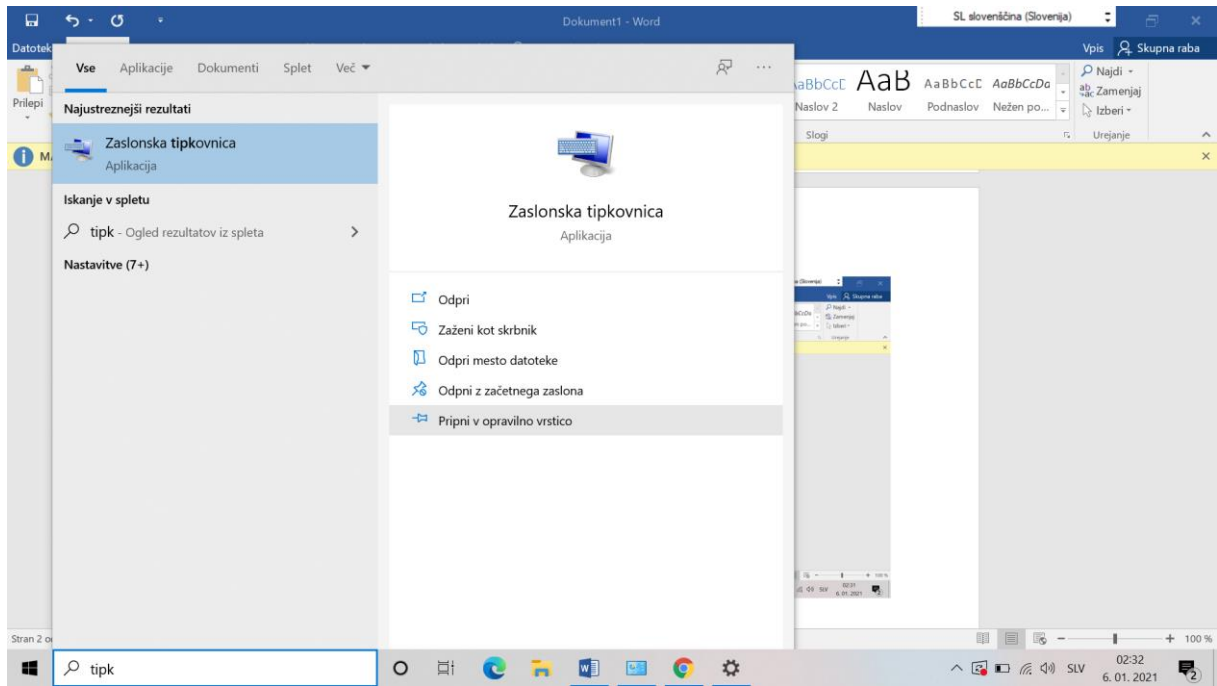 Dokument1 - Word
SL slovenščina (Slovenija)
Datotek
Vpis Skupna raba
Vse Aplikacije Dokumenti Splet Več
Najustreznejši rezultati
Zaslonska tipkovnica
Aplikacija
Iskanje v spletu
tipk - Ogled rezultatov iz spleta
Nastavitve (7+)
Zaslonska tipkovnica
Aplikacija
Odpri
Zaženi kot skrbnik
Odpri mesto datoteke
Odpni z začetnega zaslona
Pripni v opravilno vrstico
Prilepi
aBbCcC AaB AaBbCcC AaBbCcDa
Naslov 2 Naslov Podnaslov Nežen po...
Slogi
Najdi
Zamenjaj
Izberi
Urejanje
Stran 2 o
100 %
tipk
SLV
02:32
6. 01. 2021
2